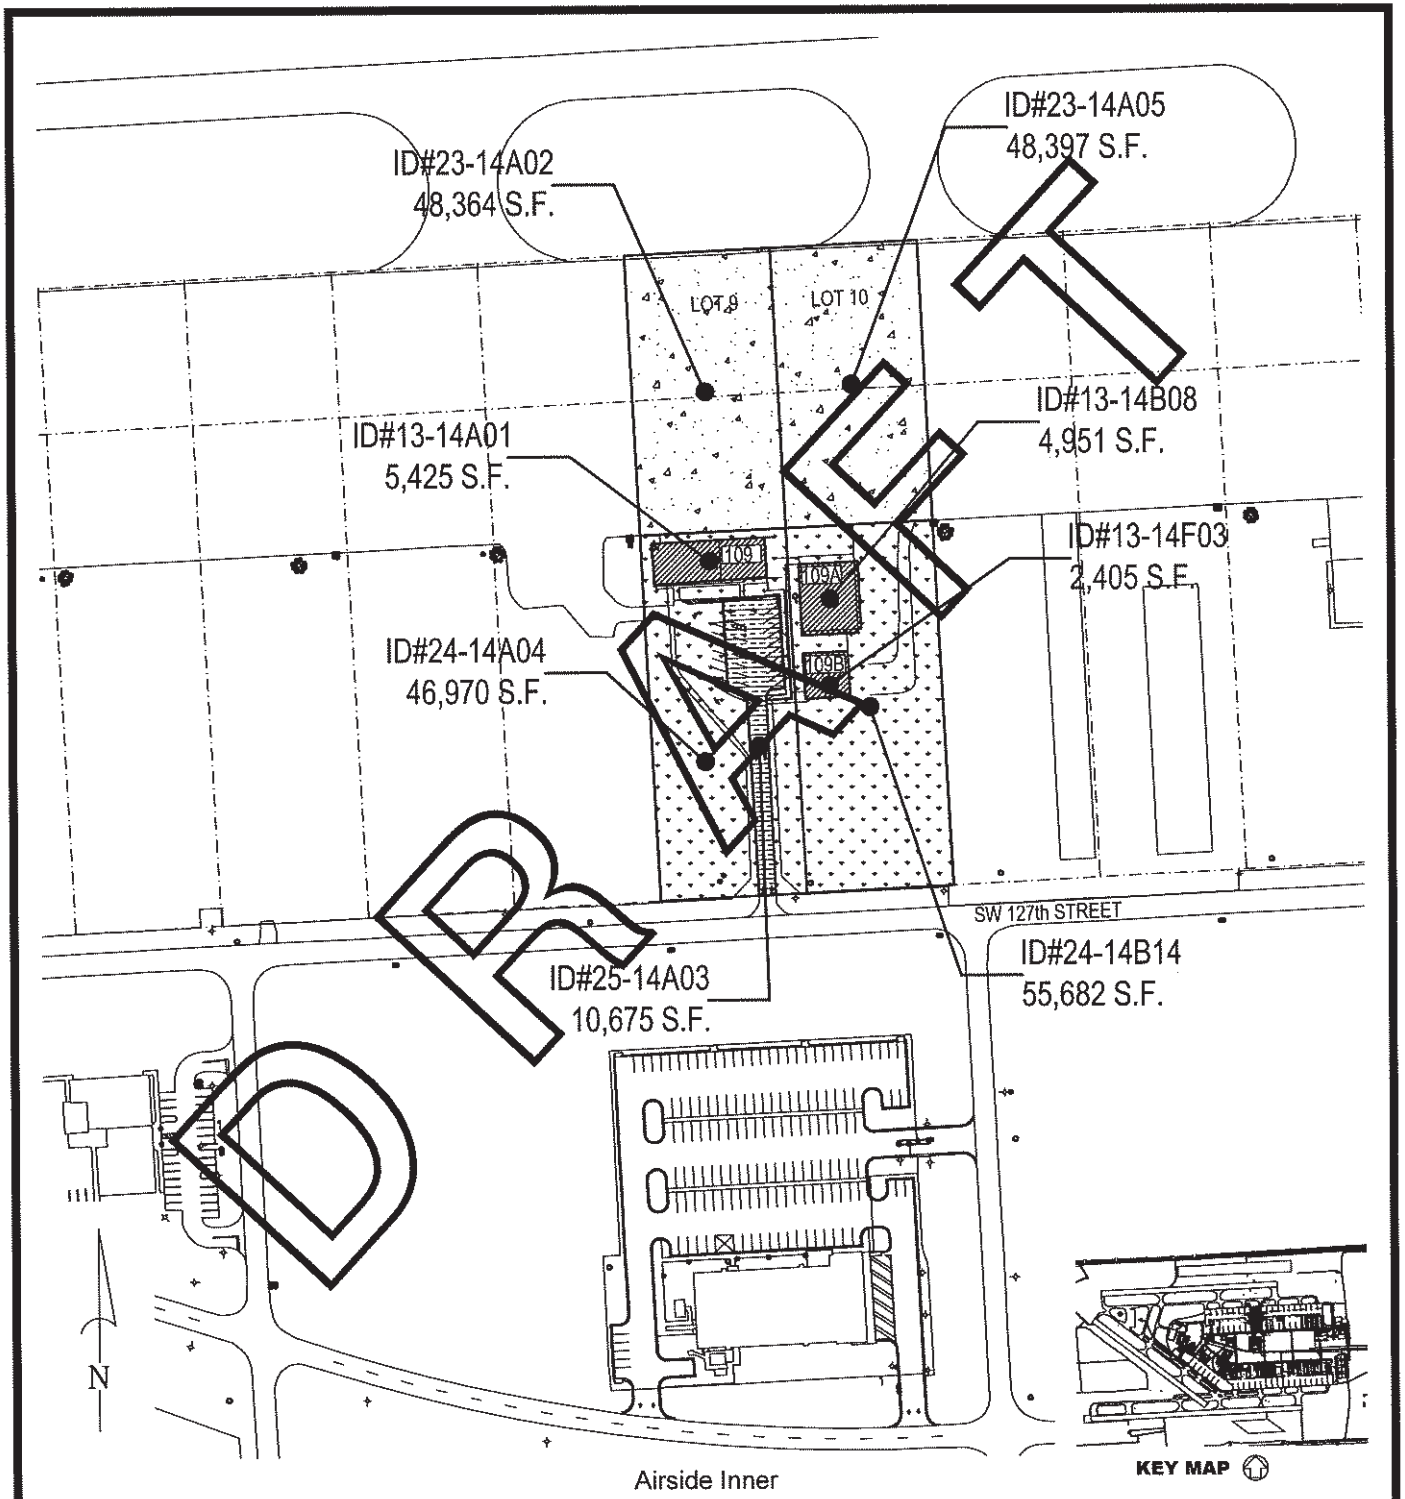 ID#23-14A05
48,397 S.F.
ID#23-14A02
48,364 S.F.
LOT 9
LOT 10
ID#13-14B08
4,951 S.F.
ID#13-14A01
5,425 S.F.
ID#13-14F03
2,405 S.F.
109
109A
109B
ID#24-14A04
46,970 S.F.
SW 127th STREET
ID#24-14B14
55,682 S.F.
ID#25-14A03
10,675 S.F.
DRAFT
N
KEY MAP
Airside Inner